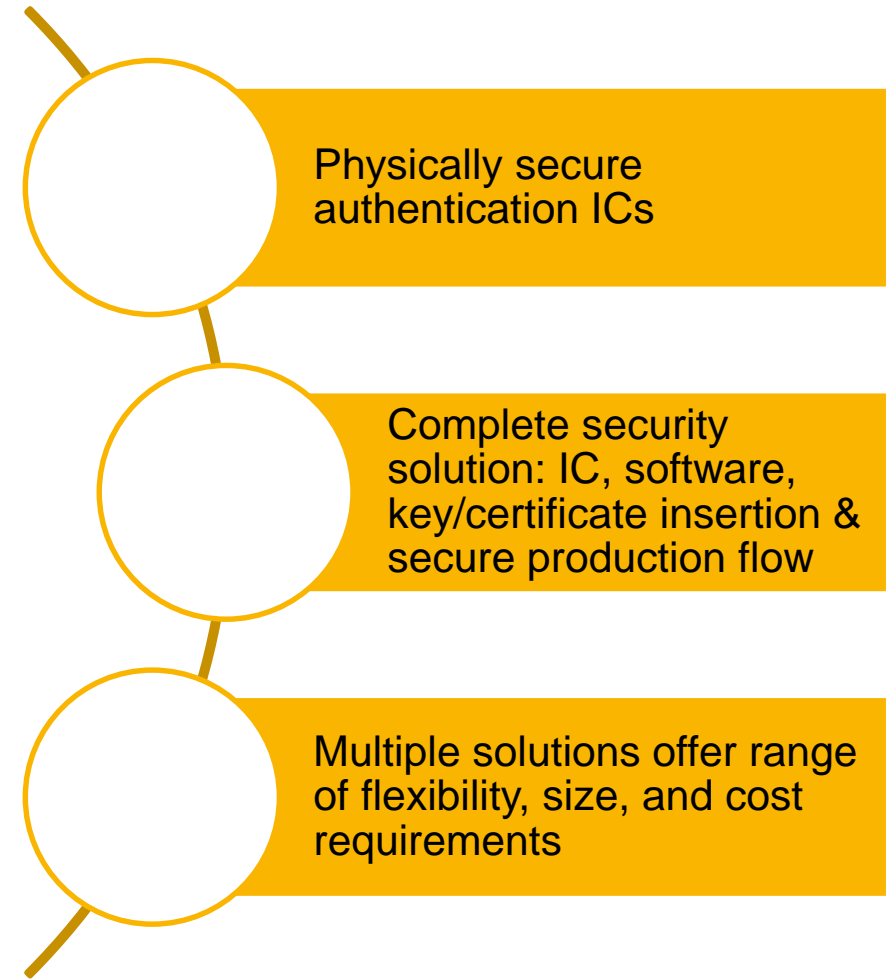 Physically secure
authentication ICs
Complete security
solution: IC, software,
key/certificate insertion &
secure production flow
Multiple solutions offer range
of flexibility, size, and cost
requirements